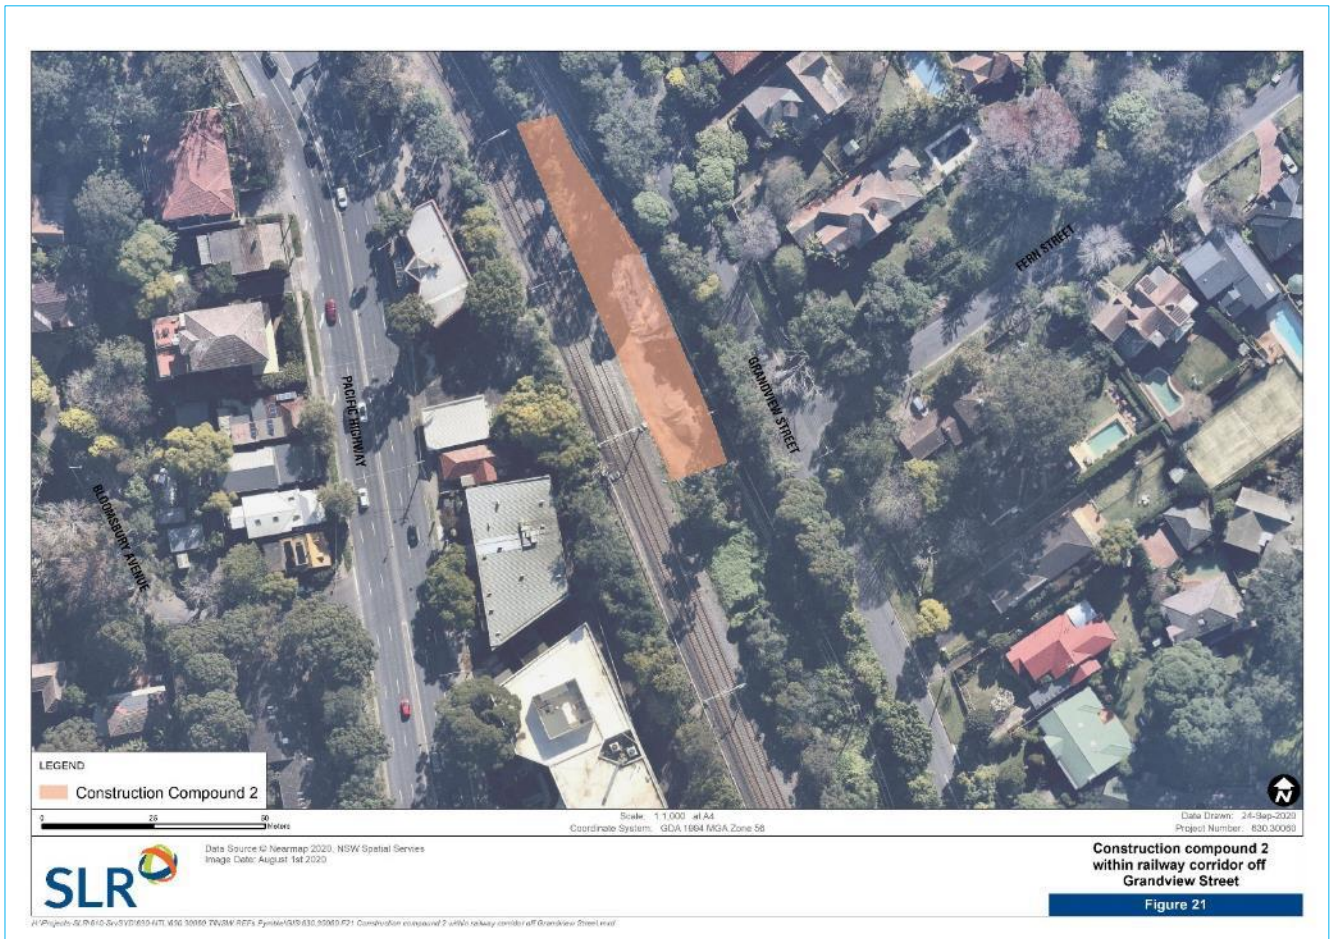 FERN STREET
GRANDVIEW STREET
PACIFIC HIGHWAY
BLOOMSBURY AVENUE
LEGEND
Construction Compound 2
N
0 25 50
Meters
Scale: 1:1,000 at A4
Coordinate System: GDA 1994 MGA Zone 56
Date Drawn: 24-Sep-2020
Project Number: 630.30060
Data Source:© Nearmap 2020, NSW Spatial Servies
Image Date: August 1st 2020
SLR
Construction compound 2
within railway corridor off
Grandview Street
Figure 21